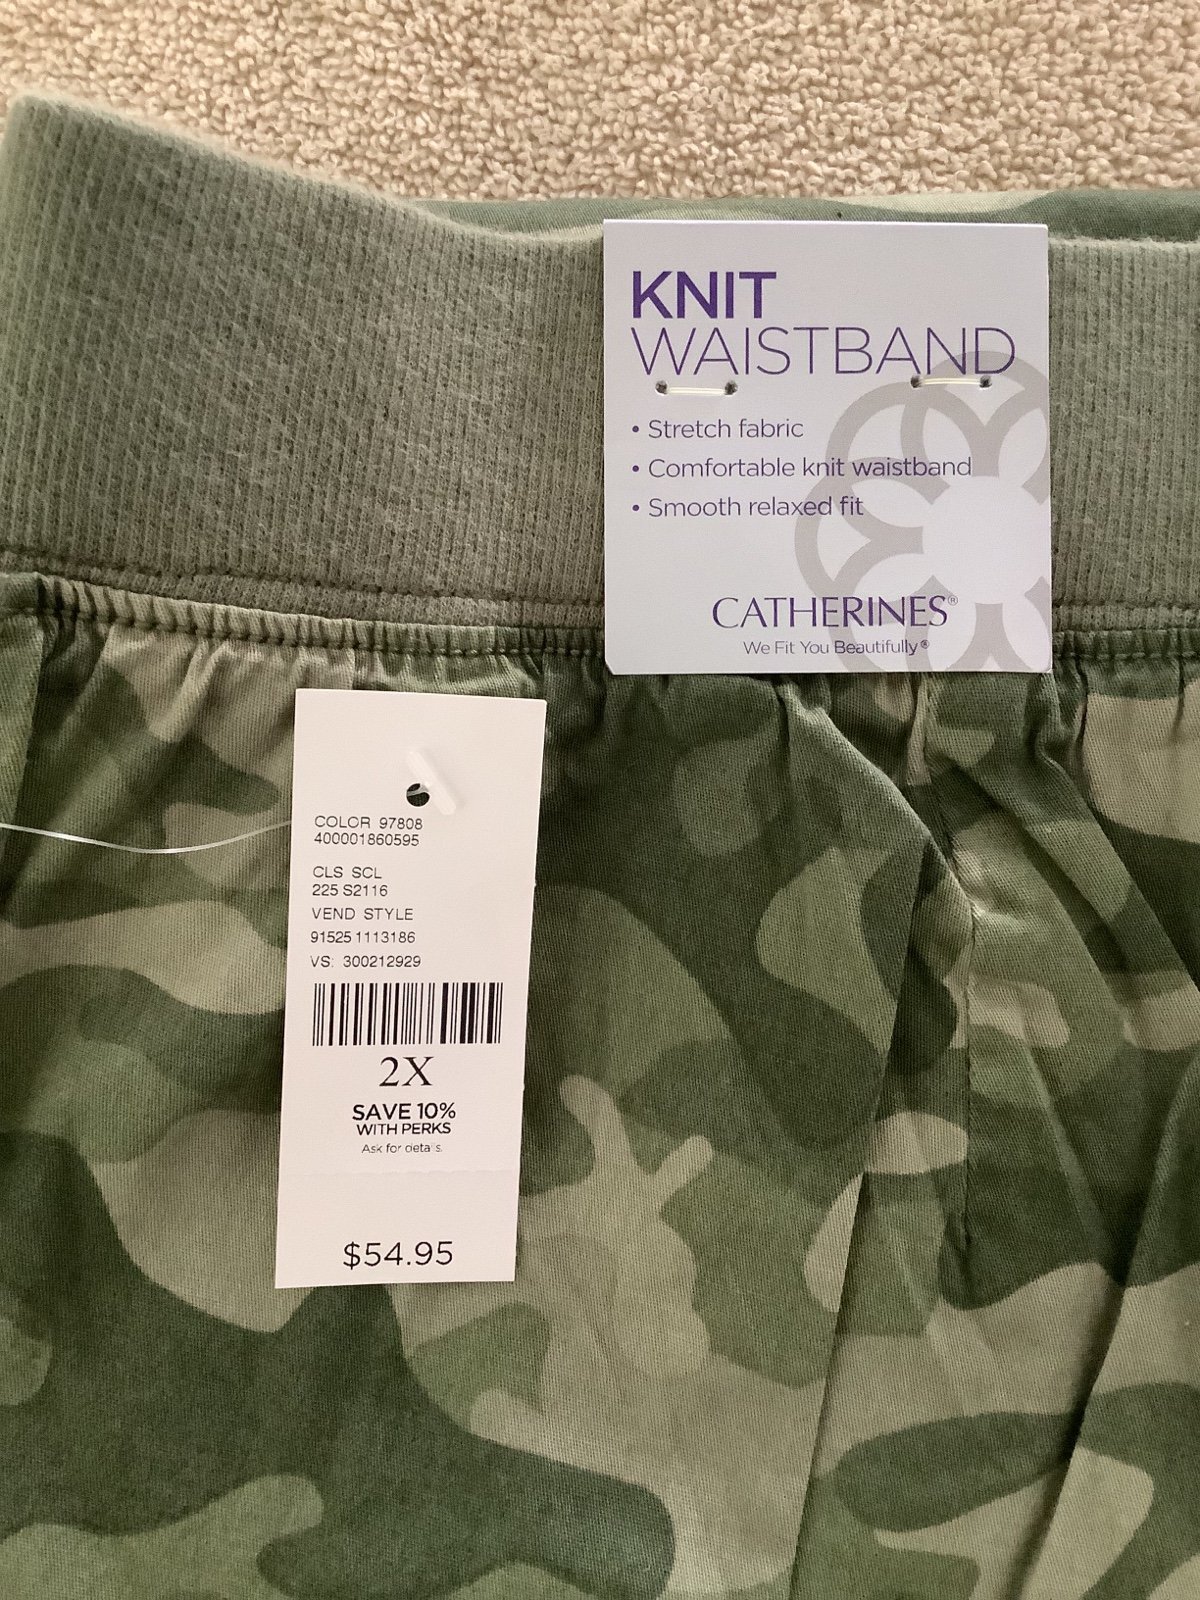 KNIT
WAISTBAND
• Stretch fabric
• Comfortable knit waistband
• Smooth relaxed fit
CATHERINES®
We Fit You Beautifully®
COLOR 97808
400001860595
CLS SCL
225 S2116
VEND STYLE
91525 1113186
VS: 300212929
2X
SAVE 10%
WITH PERKS
Ask for details.
$54.95